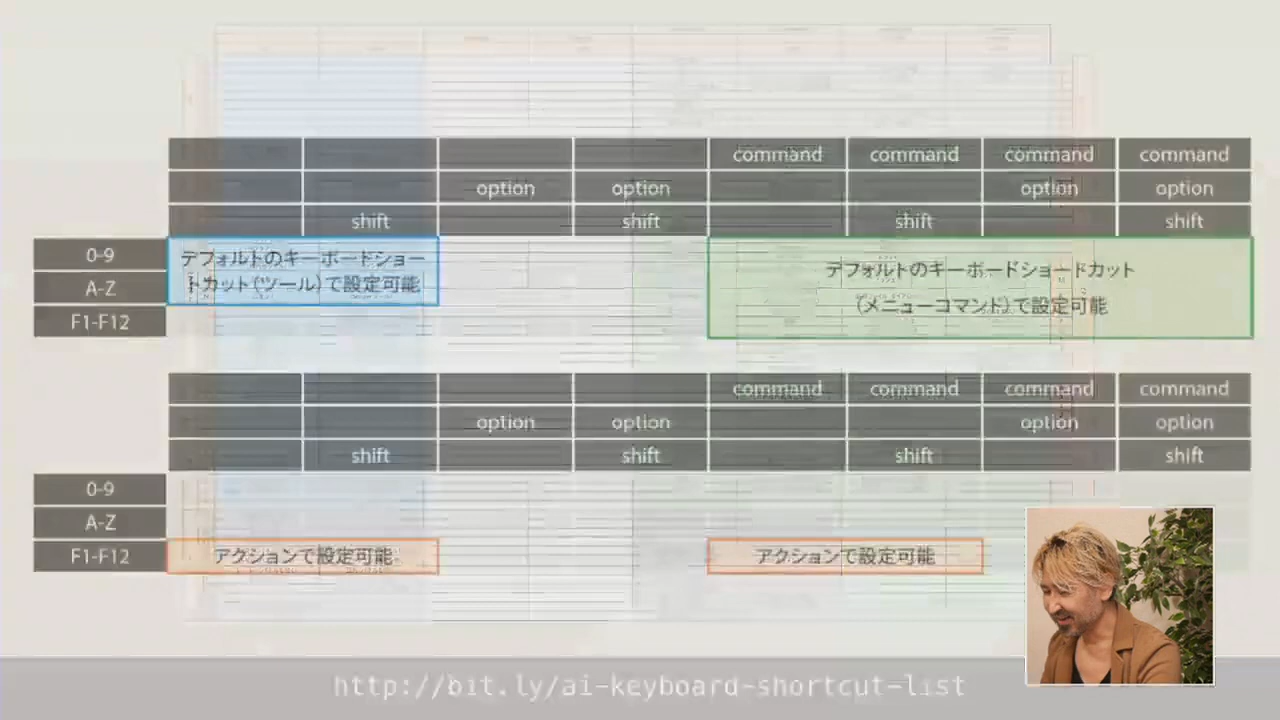 command command command command
option option option option
shift shift shift shift
0-9
A-Z
F1-F12
デフォルトのキーボードショー
トカット（ツール）で設定可能
デフォルトのキーボードショートカット
（メニューコマンド）で設定可能
command command command command
option option option option
shift shift shift shift
0-9
A-Z
F1-F12
アクションで設定可能
アクションで設定可能
http://bit.ly/ai-keyboard-shortcut-list